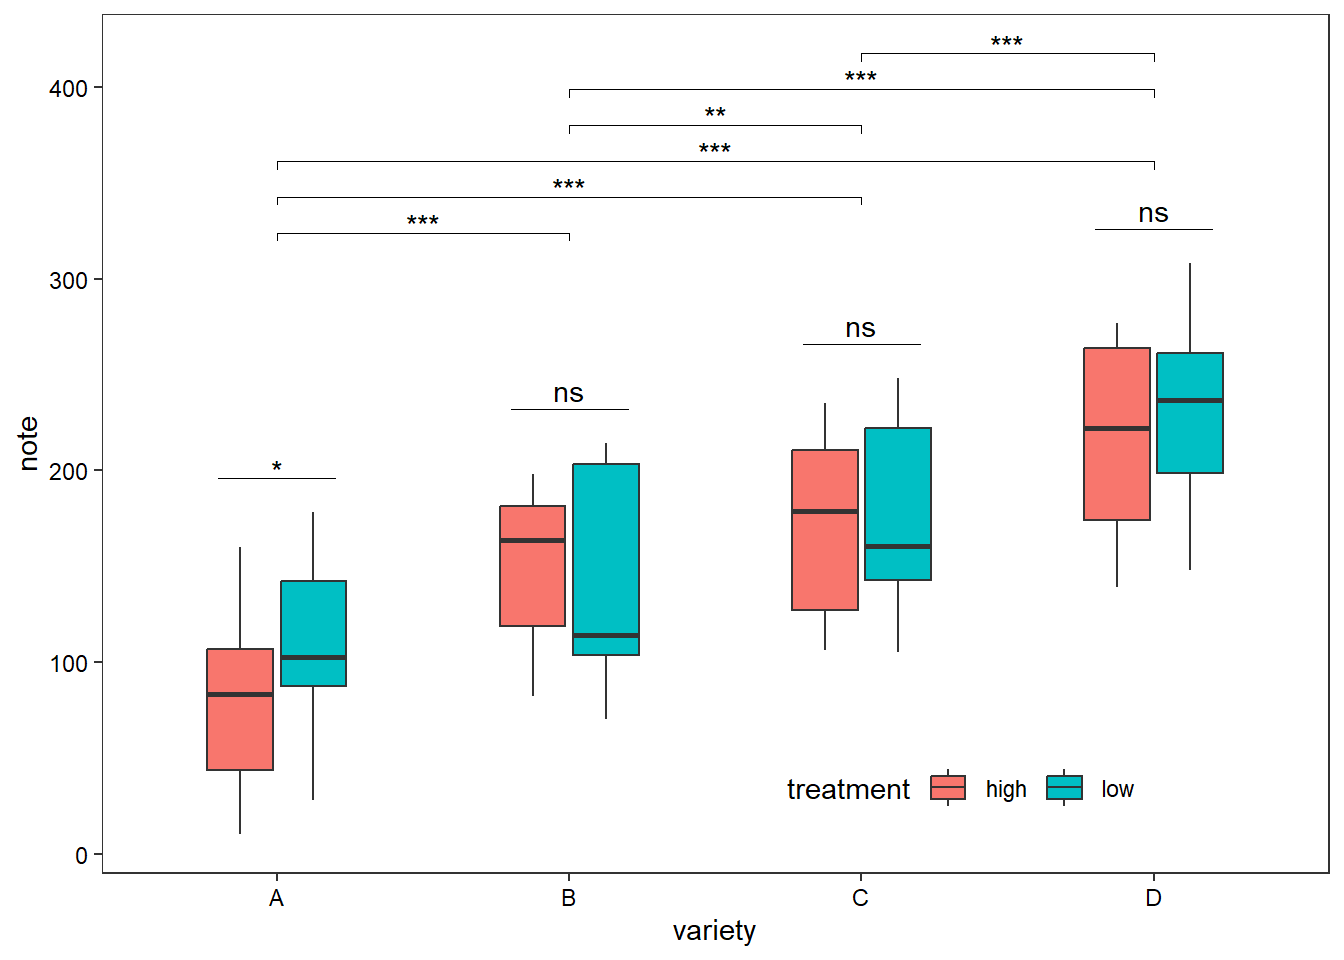 ***
***
400
**
***
***
***
ns
300
ns
ns
note
200
*
100
treatment high low
0
A B C D
variety